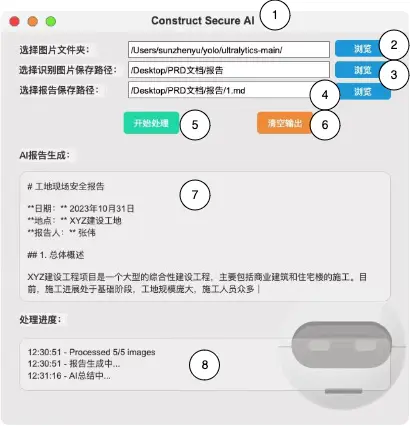 Construct Secure AI
1
选择图片文件夹：
/Users/sunzhenyu/yolo/ultralytics-main/
浏览
2
选择识别图片保存路径：
/Desktop/PRD文档/报告
浏览
3
选择报告保存路径：
/Desktop/PRD文档/报告/1.md
4
浏览
开始处理
5
清空输出
6
AI报告生成：
7
# 工地现场安全报告
**日期：** 2023年10月31日
**地点：** XYZ建设工地
**报告人：** 张伟
## 1. 总体概述
XYZ建设工程项目是一个大型的综合性建设工程，主要包括商业建筑和住宅楼的施工。目
前，施工进展处于基础阶段，工地规模庞大，施工人员众多
处理进度：
12:30:51 - Processed 5/5 images
12:30:51 - 报告生成中...
12:31:16 - AI总结中...
8